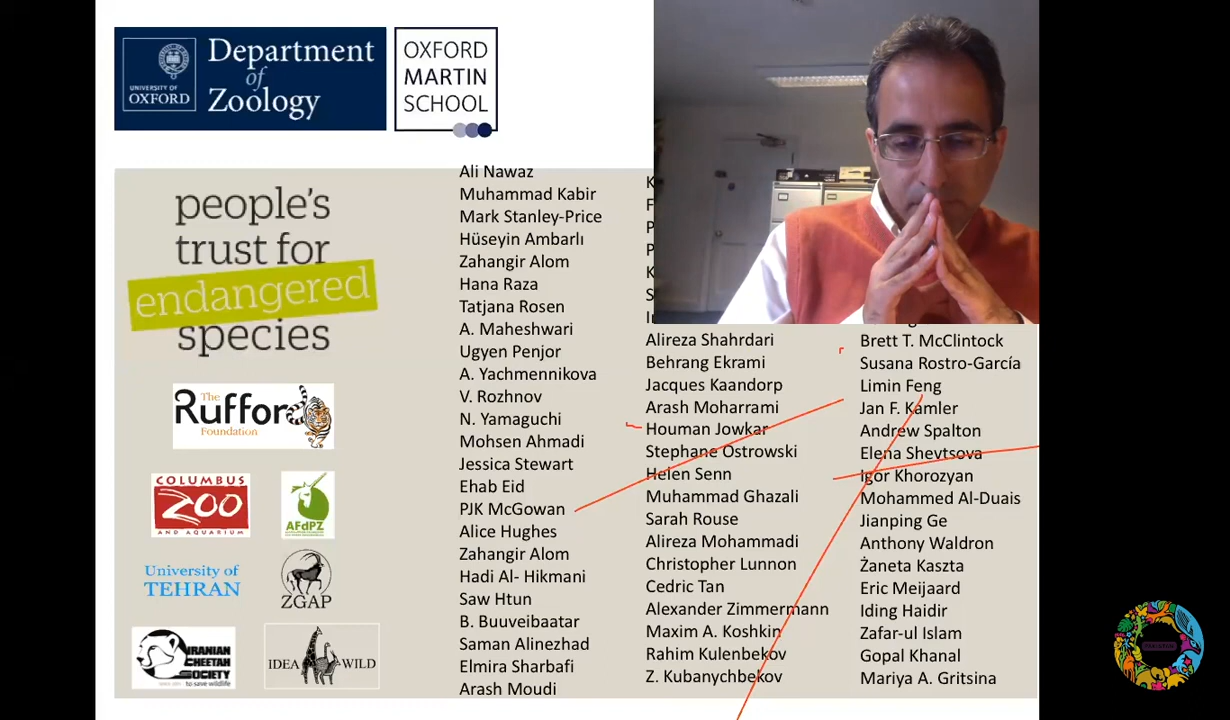 UNIVERSITY OF
OXFORD
Department
of
Zoology
OXFORD
MARTIN
SCHOOL
people's
trust for
endangered
species
The
Rufford
Foundation
COLUMBUS
ZOO
AND AQUARIUM
AFdPZ
University of
TEHRAN
ZGAP
IRANIAN
CHEETAH
SOCIETY
to save wildlife
IDEA WILD
Ali Nawaz
Muhammad Kabir
Mark Stanley-Price
Hüseyin Ambarlı
Zahangir Alom
Hana Raza
Tatjana Rosen
A. Maheshwari
Ugyen Penjor
A. Yachmennikova
V. Rozhnov
N. Yamaguchi
Mohsen Ahmadi
Jessica Stewart
Ehab Eid
PJK McGowan
Alice Hughes
Zahangir Alom
Hadi Al- Hikmani
Saw Htun
B. Buuveibaatar
Saman Alinezhad
Elmira Sharbafi
Arash Moudi
Alireza Shahrdari
Behrang Ekrami
Jacques Kaandorp
Arash Moharrami
Houman Jowkar
Stephane Ostrowski
Helen Senn
Muhammad Ghazali
Sarah Rouse
Alireza Mohammadi
Christopher Lunnon
Cedric Tan
Alexander Zimmermann
Maxim A. Koshkin
Rahim Kulenbekov
Z. Kubanychbekov
Brett T. McClintock
Susana Rostro-García
Limin Feng
Jan F. Kamler
Andrew Spalton
Elena Shevtsova
Igor Khorozyan
Mohammed Al-Duais
Jianping Ge
Anthony Waldron
Żaneta Kaszta
Eric Meijaard
Iding Haidir
Zafar-ul Islam
Gopal Khanal
Mariya A. Gritsina